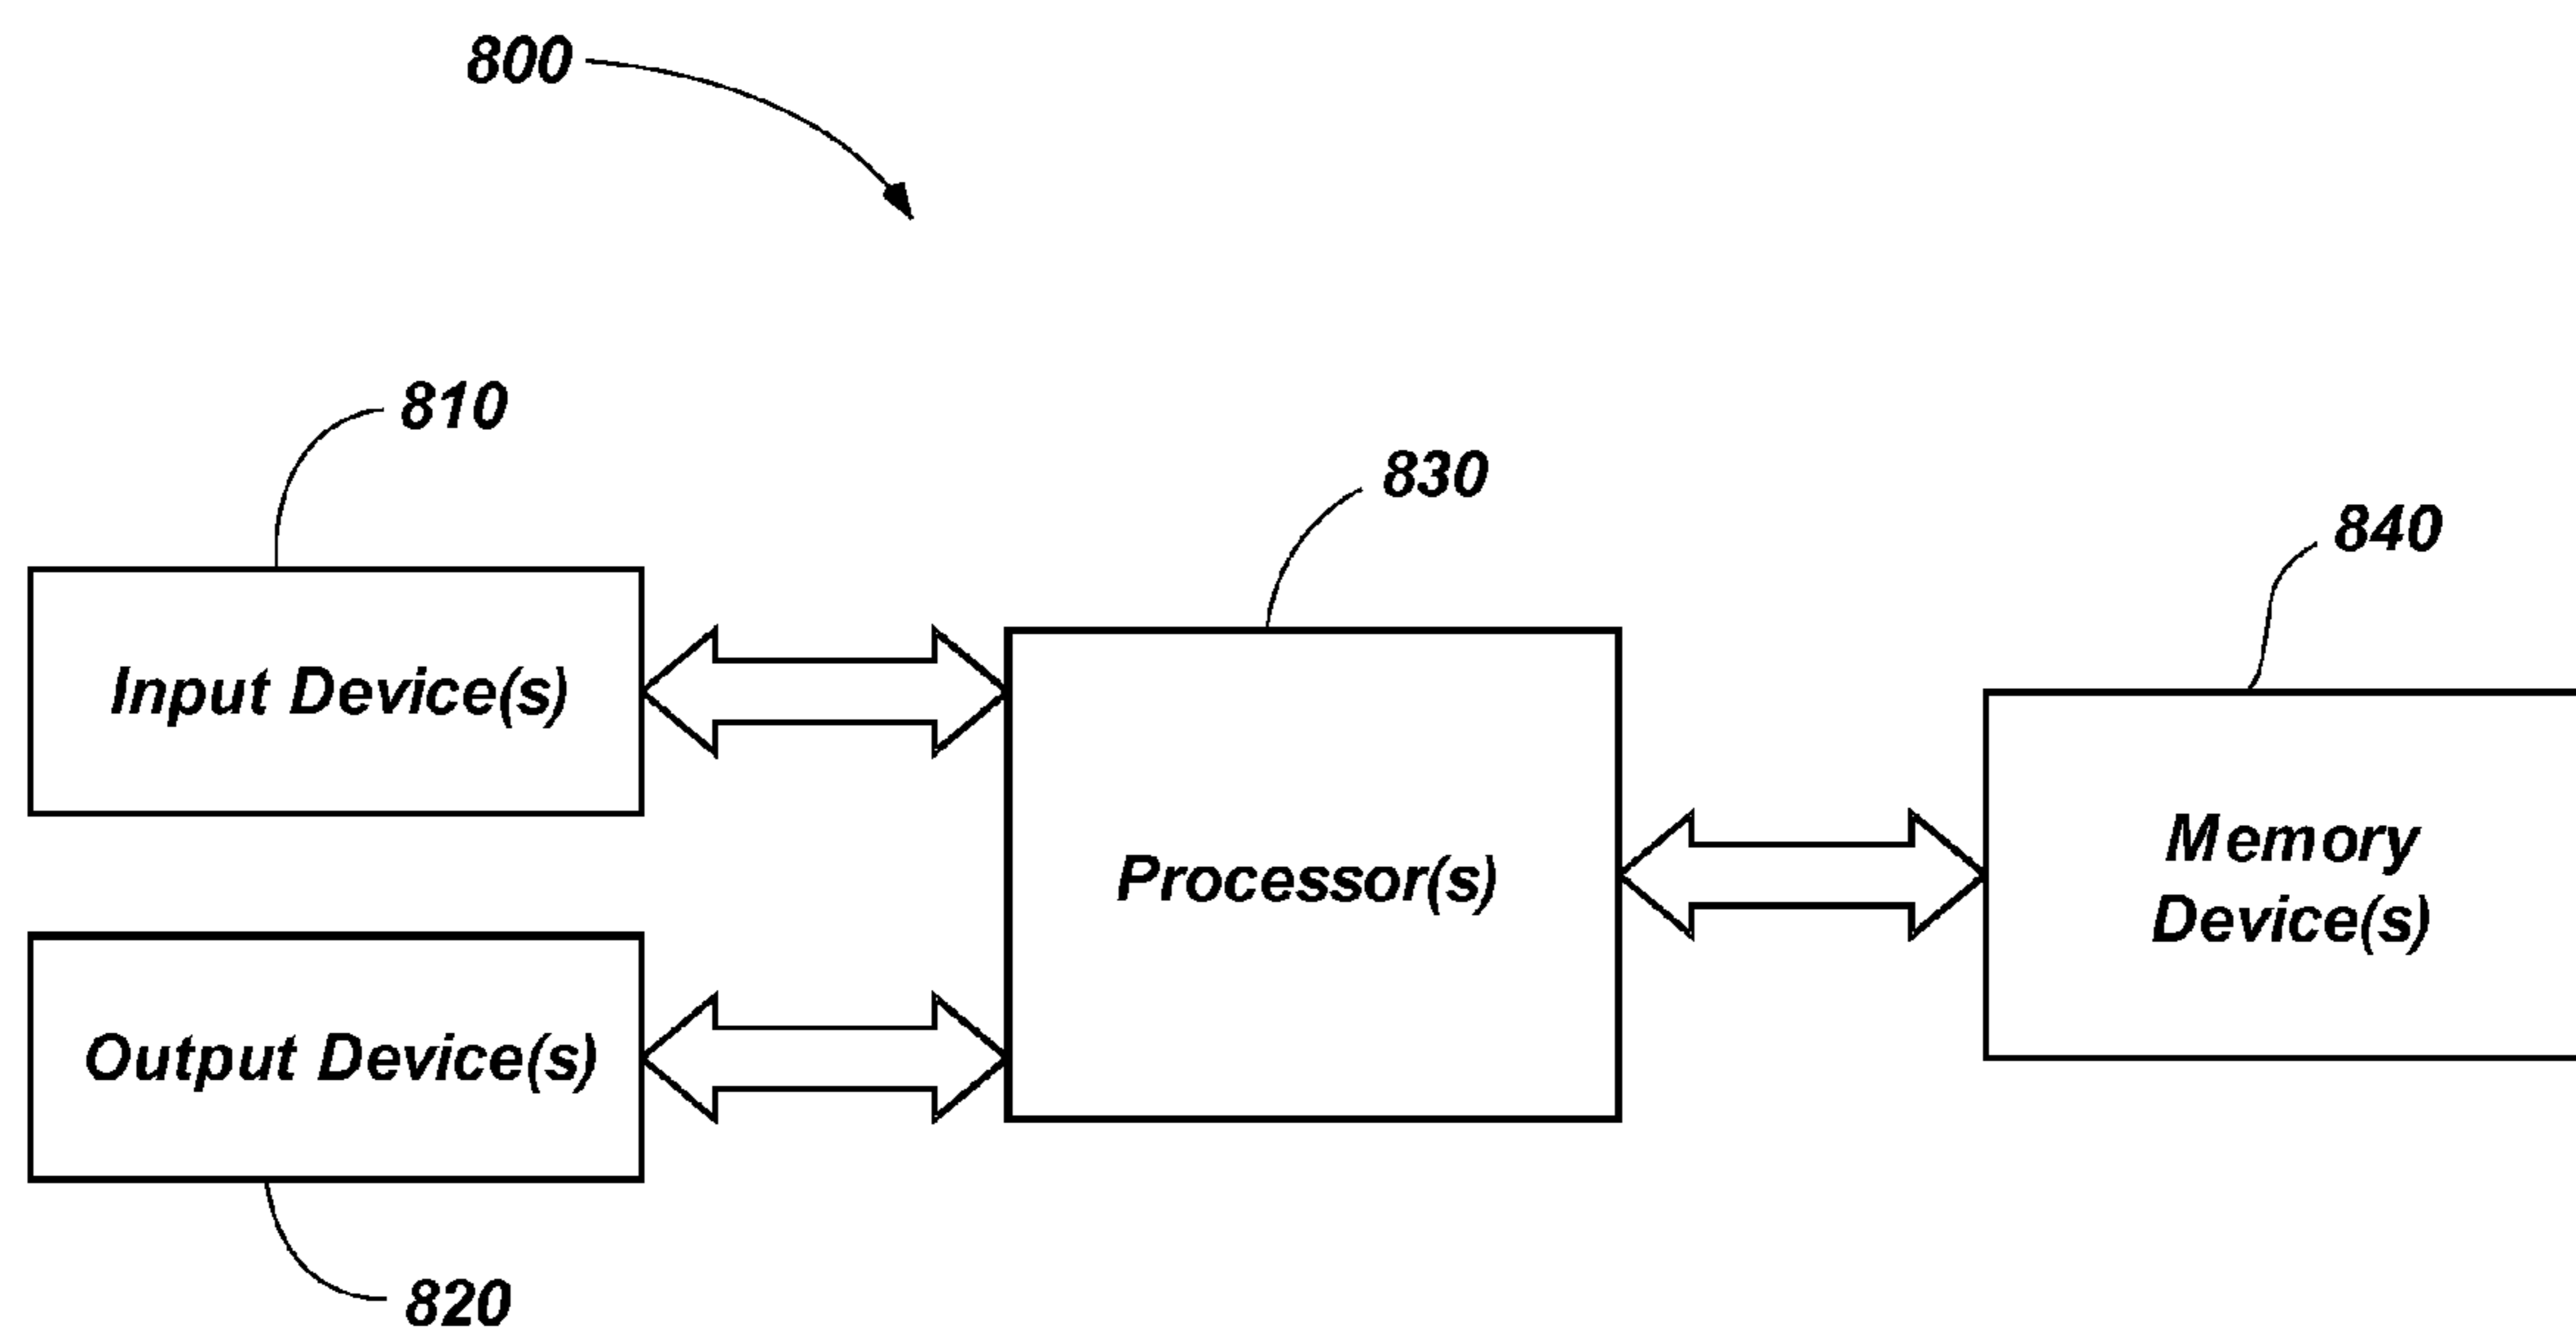 800
810
830
840
Input Device(s)
Processor(s)
Memory
Device(s)
Output Device(s)
820